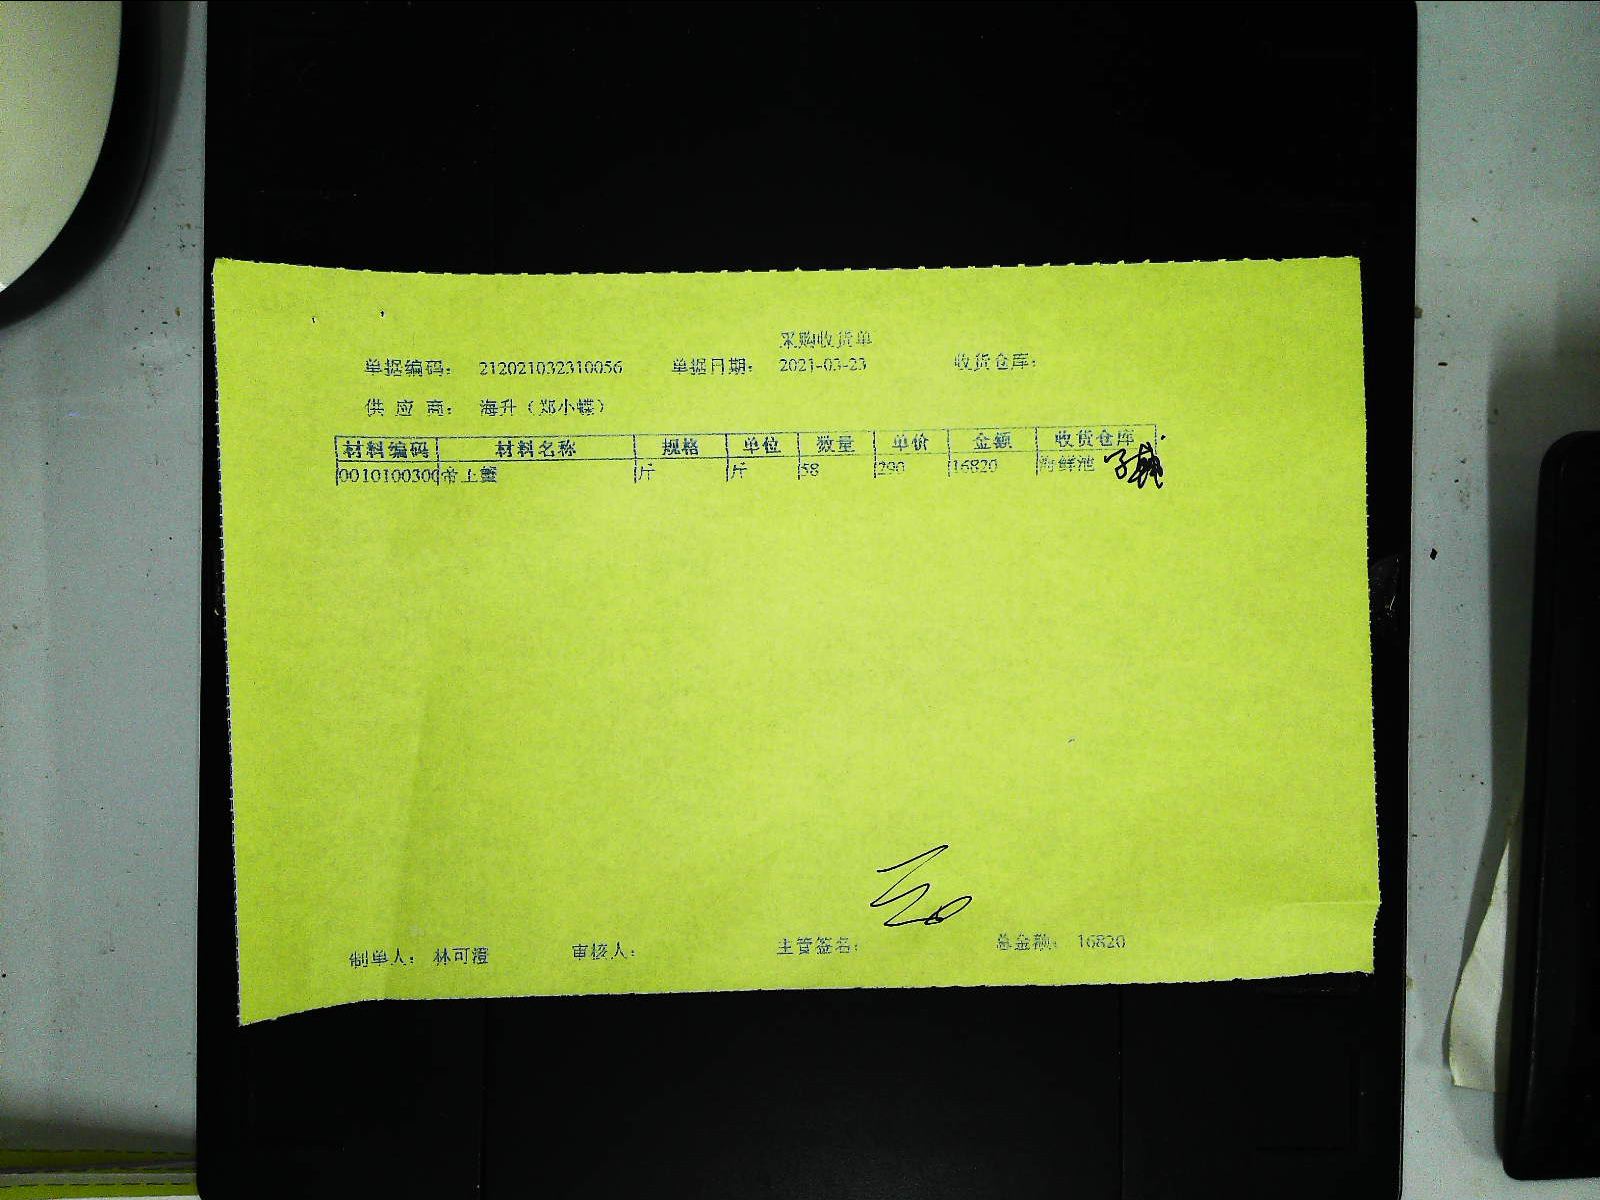 采购收货单
单据编码： 212021032310056 单据日期： 2021-03-23 收货仓库：
供 应 商： 海升（郑小蝶）
材料编码 材料名称 规格 单位 数量 单价 金额 收货仓库
0010100300 帝王蟹 斤 斤 58 290 16820 海鲜池
制单人： 林可澄 审核人： 主管签名： 总金额： 16820